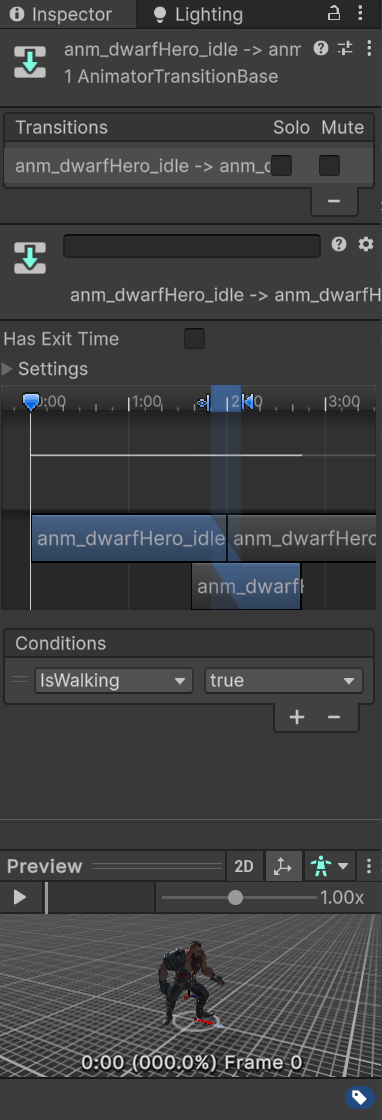 Inspector
Lighting
anm_dwarfHero_idle -> anm
1 AnimatorTransitionBase
Transitions Solo Mute
anm_dwarfHero_idle -> anm_d
anm_dwarfHero_idle -> anm_dwarfH
Has Exit Time
Settings
0:00 1:00 2:00 3:00
anm_dwarfHero_idle anm_dwarfHero
anm_dwarfH
Conditions
IsWalking true
Preview 2D
1.00x
0:00 (000.0%) Frame 0